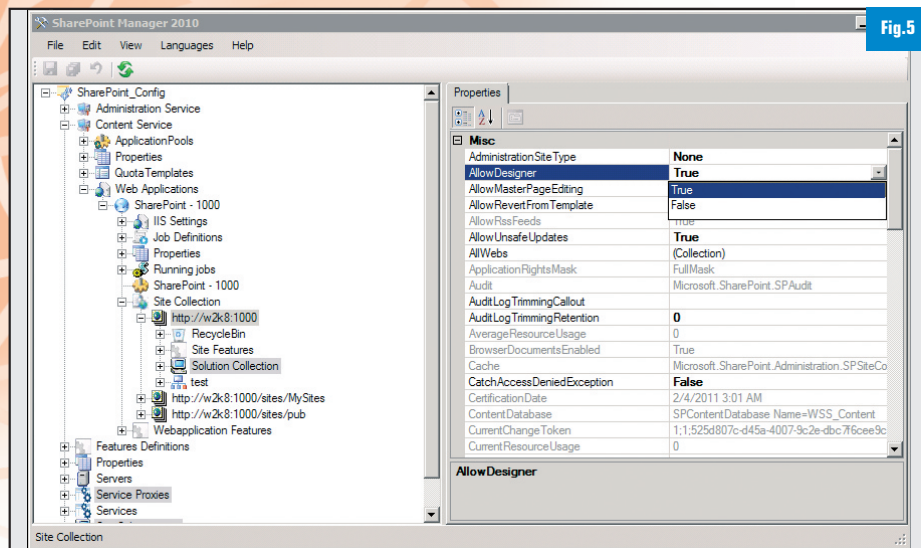 SharePoint Manager 2010
Fig.5
File Edit View Languages Help
SharePoint_Config
Administration Service
Content Service
ApplicationPools
Properties
QuotaTemplates
Web Applications
SharePoint - 1000
IIS Settings
Job Definitions
Properties
Running jobs
SharePoint - 1000
Site Collection
http://w2k8:1000
RecycleBin
Site Features
Solution Collection
test
http://w2k8:1000/sites/MySites
http://w2k8:1000/sites/pub
Webapplication Features
Features Definitions
Properties
Servers
Service Proxies
Services
Properties
Misc
AdministrationSiteType None
AllowDesigner True
AllowMasterPageEditing True
AllowRevertFromTemplate False
AllowRssFeeds True
AllowUnsafeUpdates True
AllWebs (Collection)
ApplicationRightsMask FullMask
Audit Microsoft.SharePoint.SPAudit
AuditLogTrimmingCallout
AuditLogTrimmingRetention 0
AverageResourceUsage 0
BrowserDocumentsEnabled True
Cache Microsoft.SharePoint.Administration.SPSiteCo
CatchAccessDeniedException False
CertificationDate 2/4/2011 3:01 AM
ContentDatabase SPContentDatabase Name=WSS_Content
CurrentChangeToken 1;1;525d807c-d45a-4007-9c2e-dbc7f6cee9c
CurrentResourceUsage 0
AllowDesigner
Site Collection